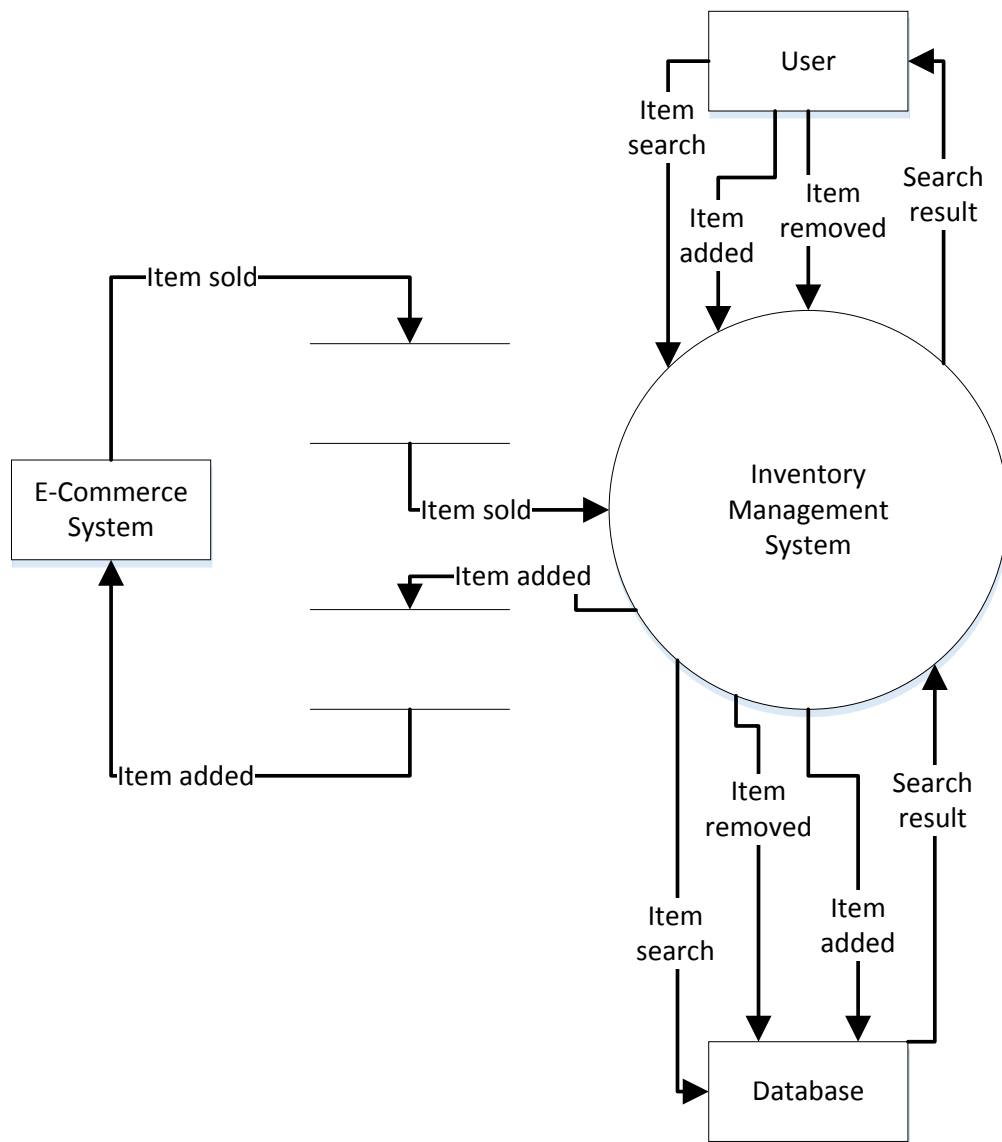 User
Item
search
Item
added
Item
removed
Search
result
Item sold
E-Commerce
System
Item sold
Inventory
Management
System
Item added
Item added
Item
removed
Search
result
Item
search
Item
added
Database